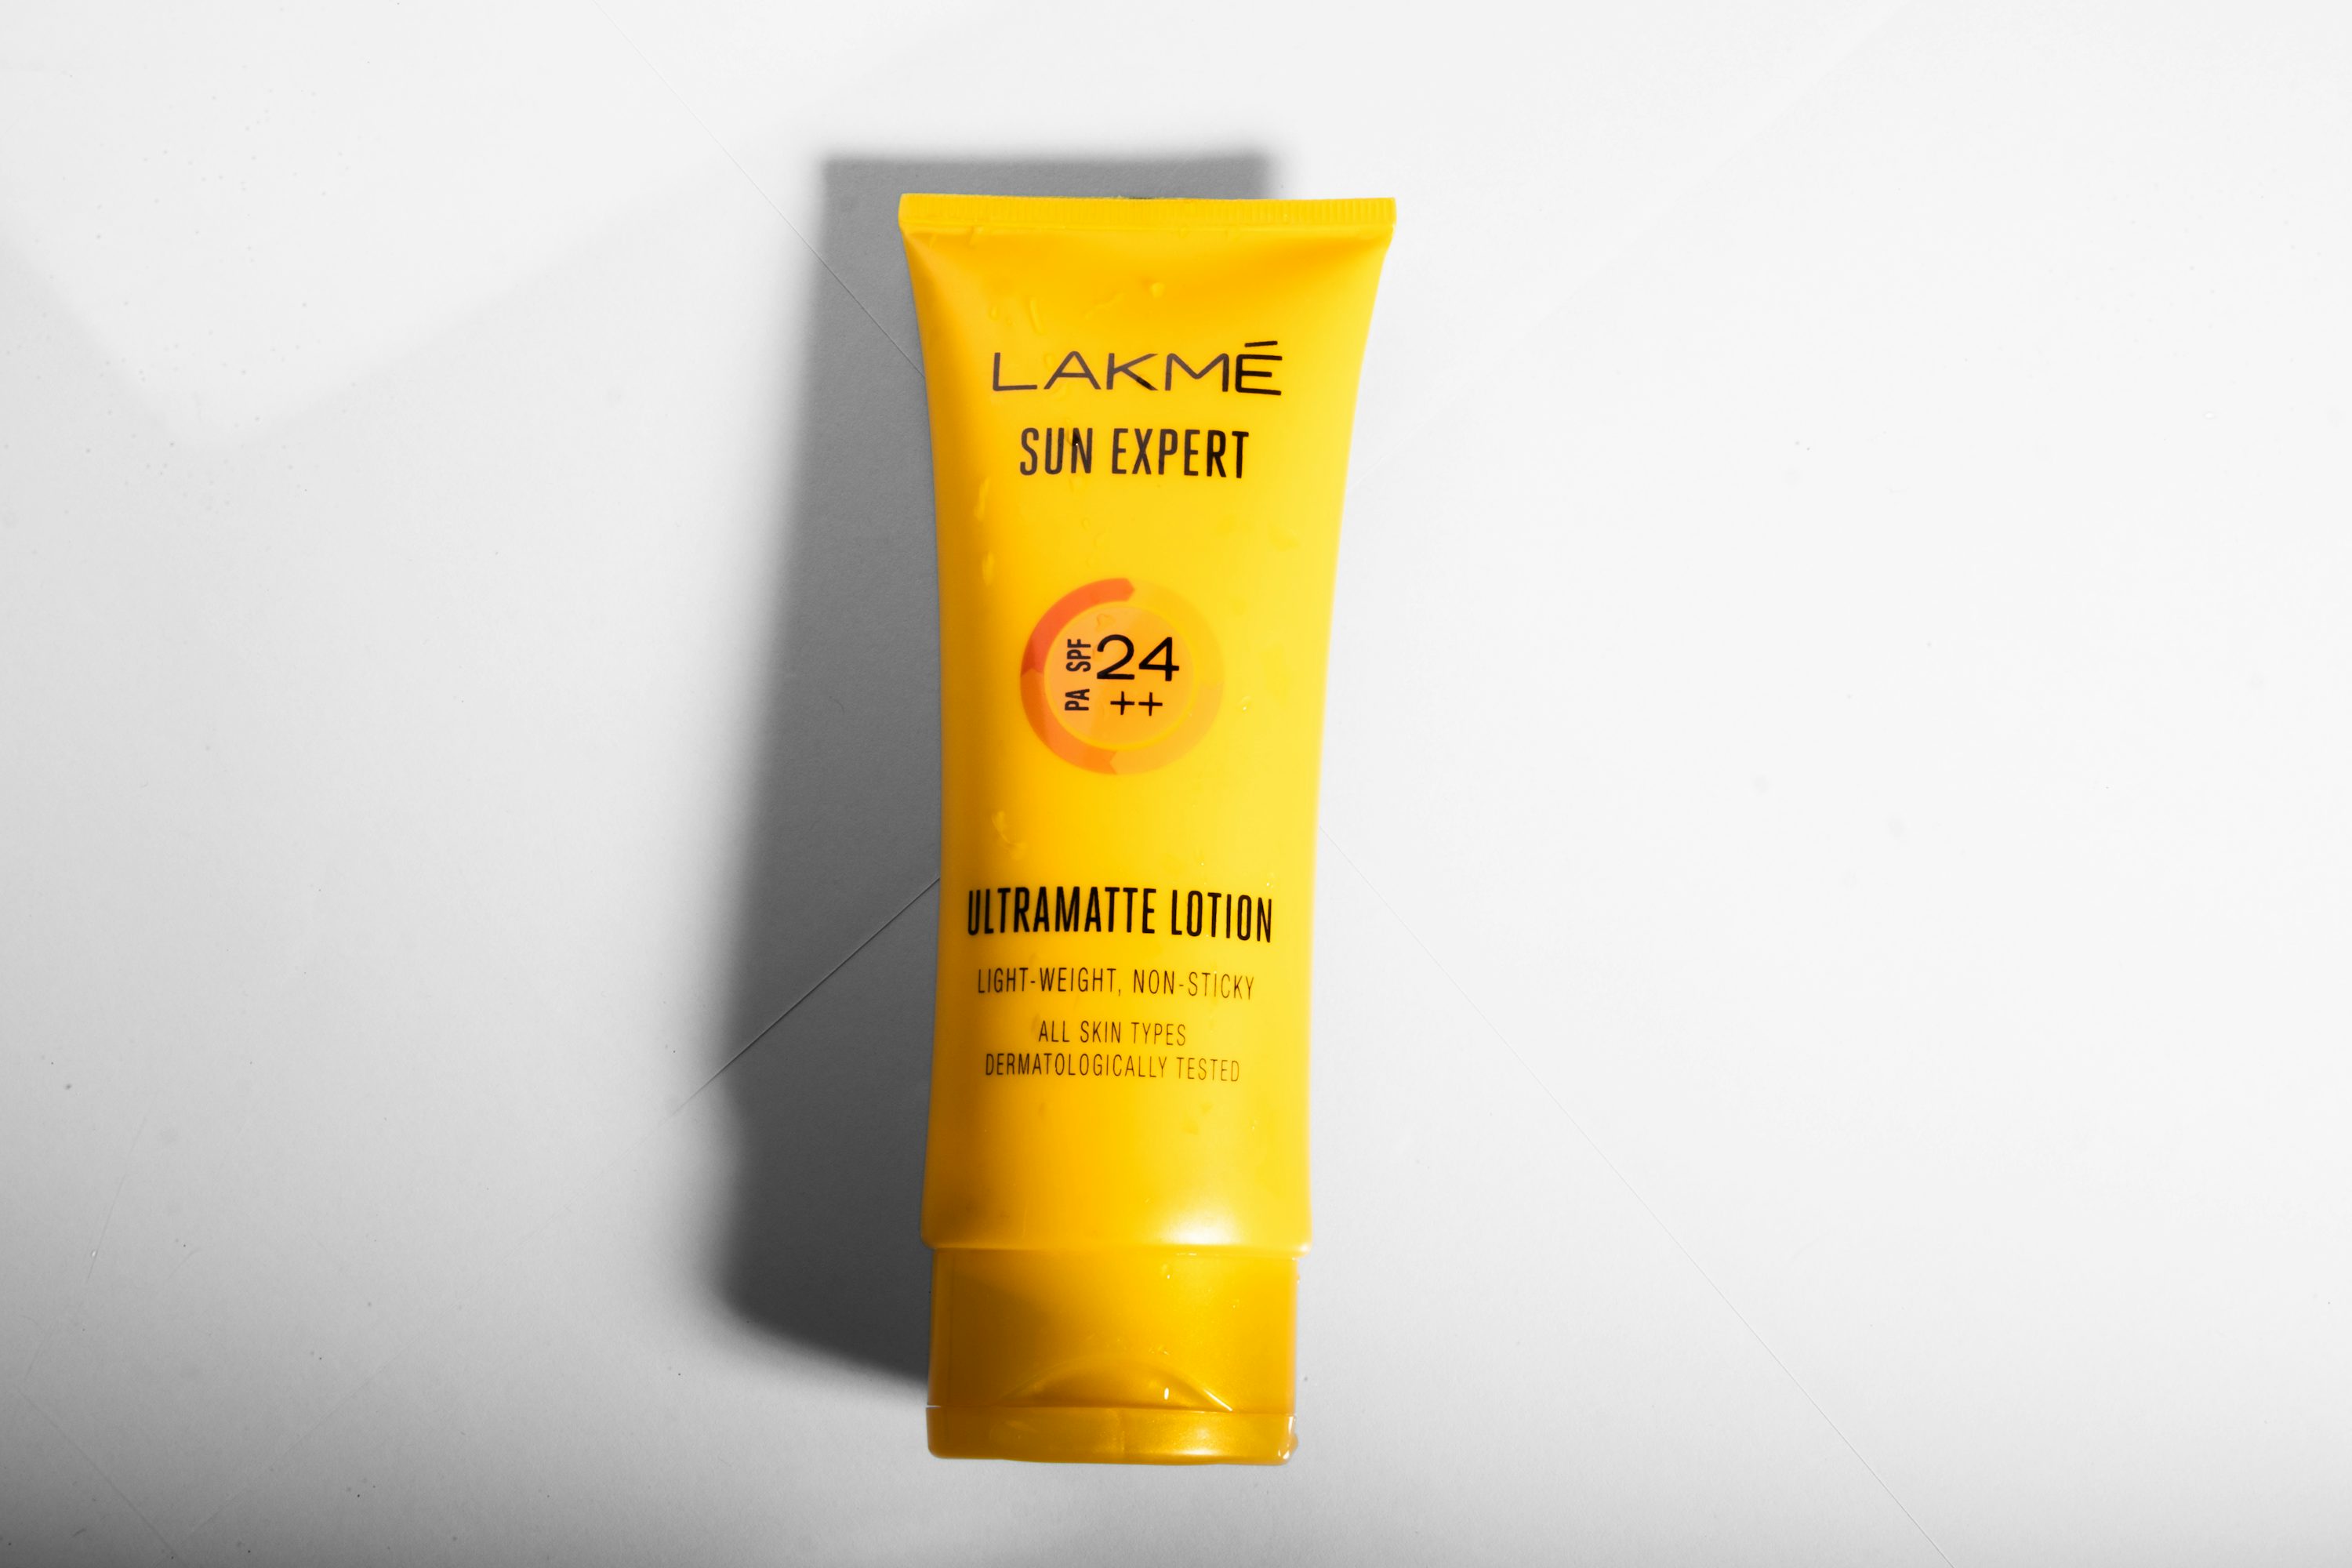 LAKMÉ
SUN EXPERT
SPF 24
PA ++
ULTRAMATTE LOTION
LIGHT-WEIGHT, NON-STICKY
ALL SKIN TYPES
DERMATOLOGICALLY TESTED